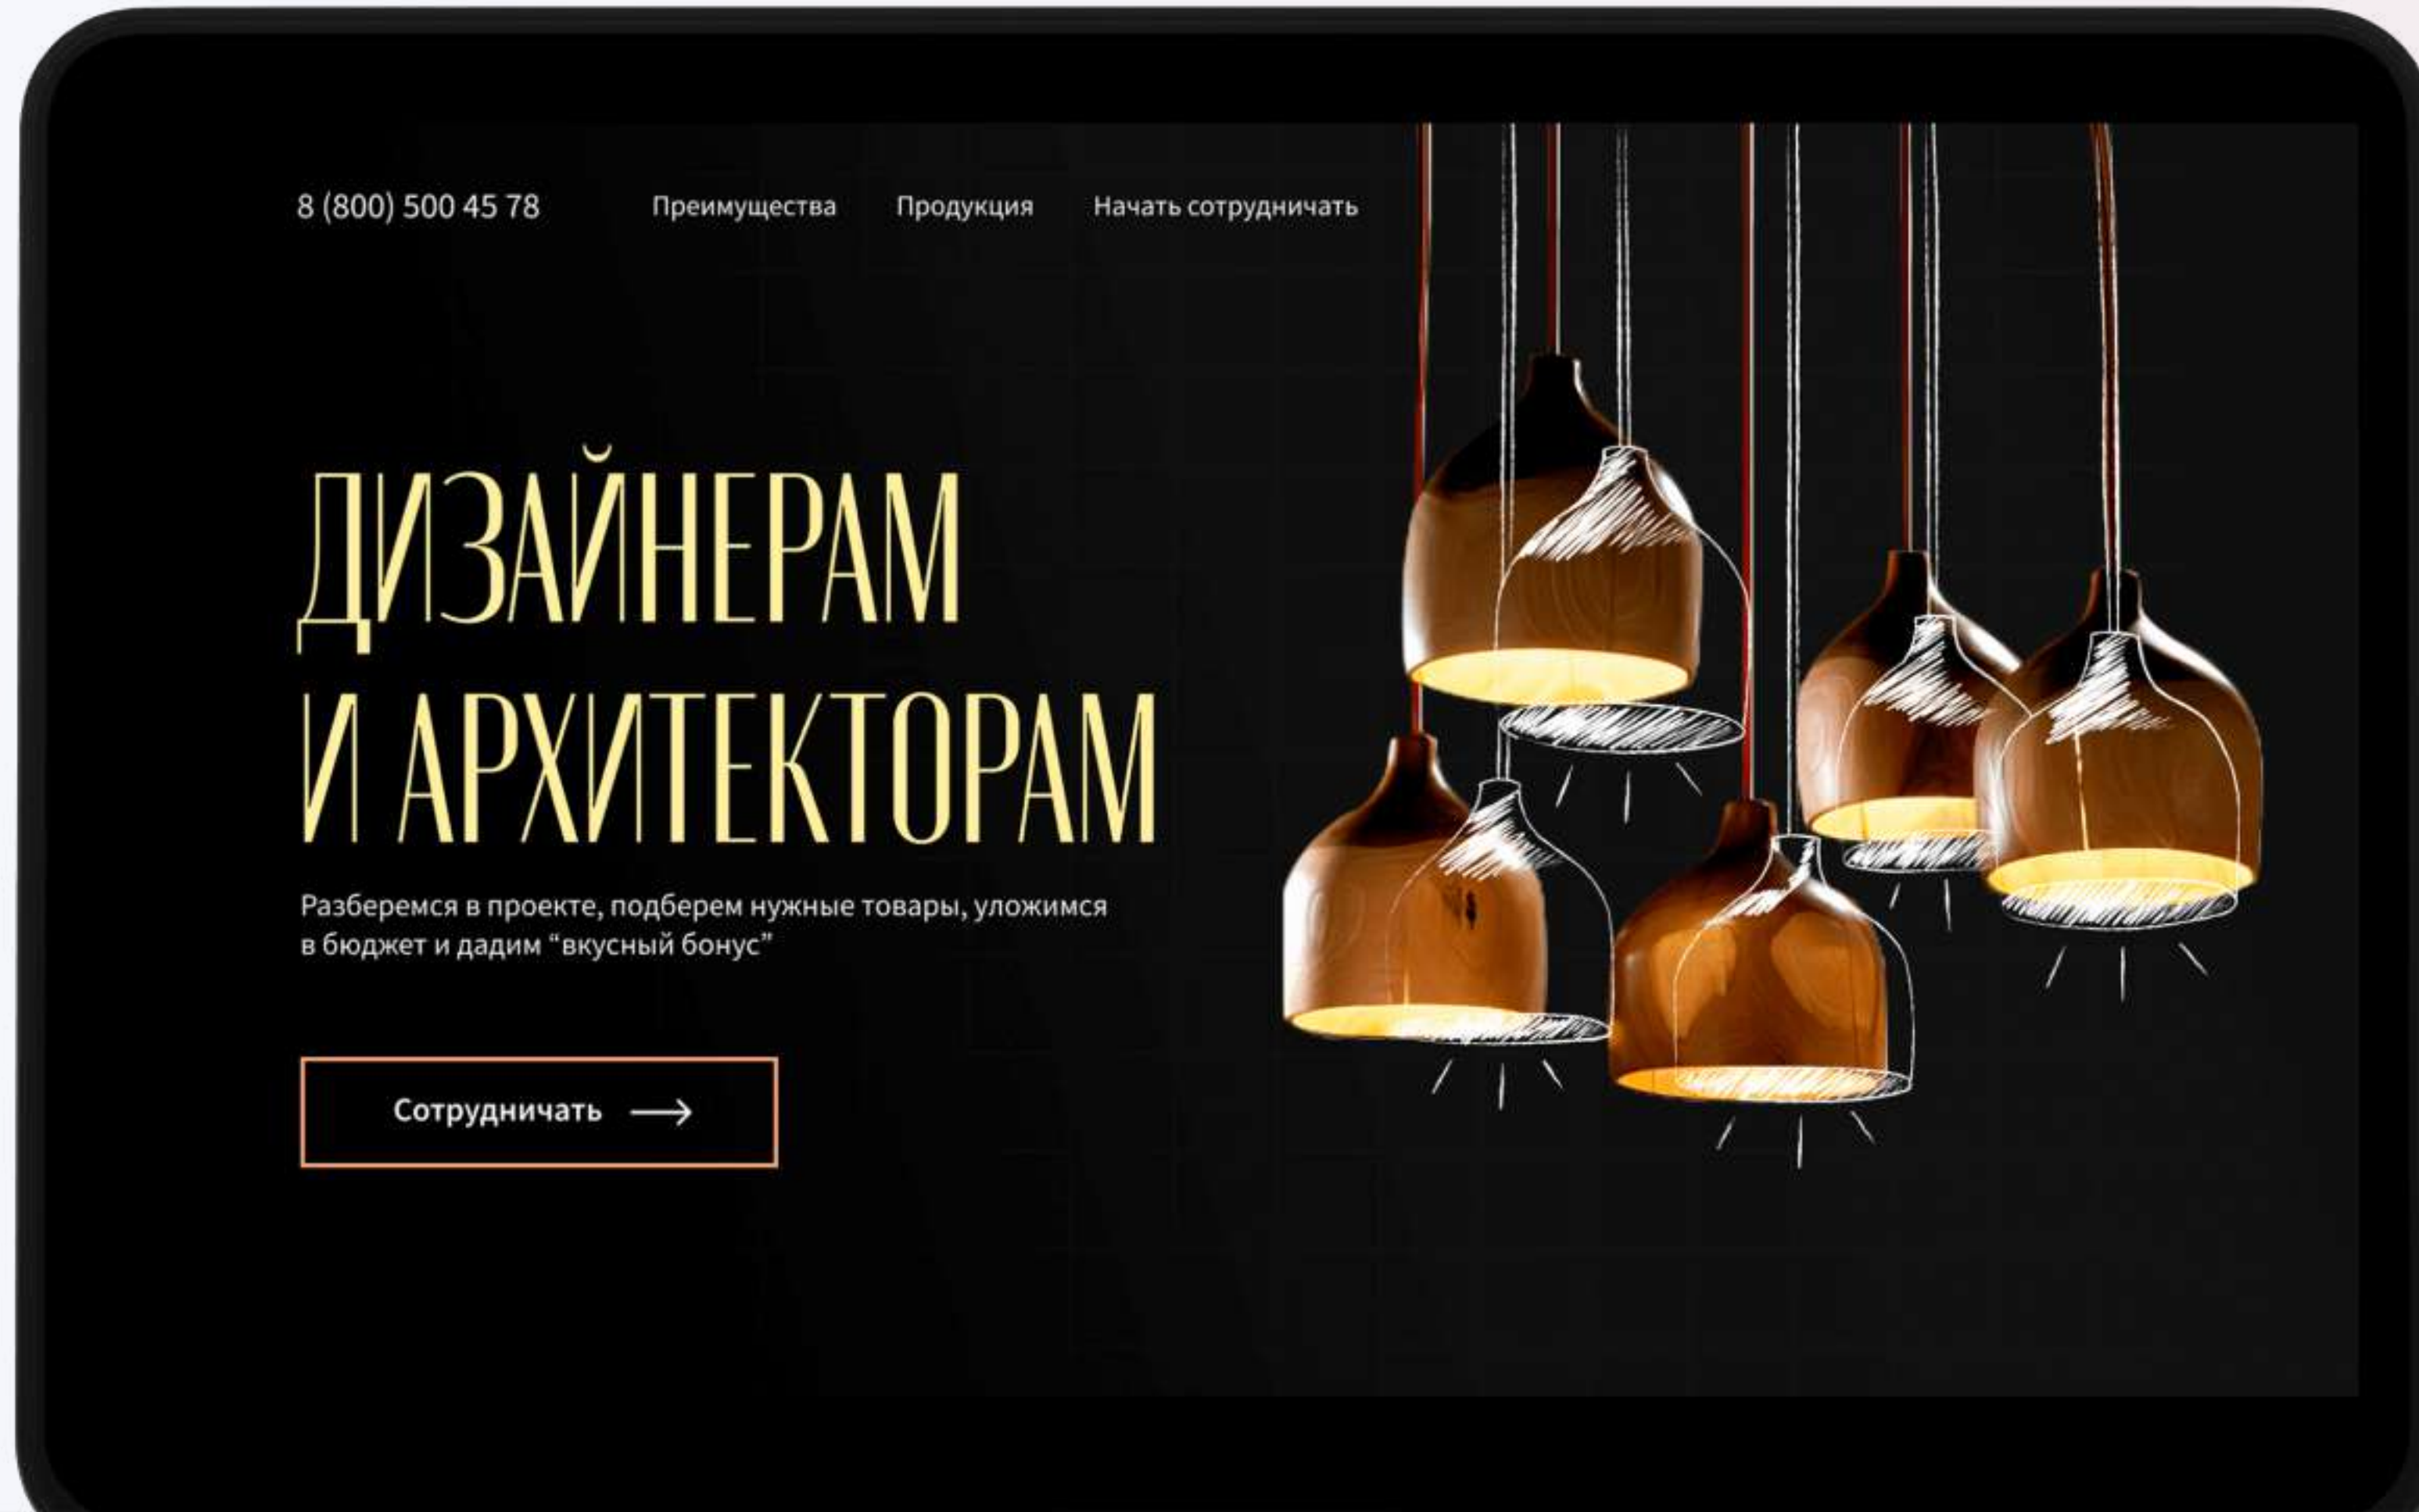 8 (800) 500 45 78 Преимущества Продукция Начать сотрудничать
ДИЗАЙНЕРАМ
И АРХИТЕКТОРАМ
Разберемся в проекте, подберем нужные товары, уложимся
в бюджет и дадим “вкусный бонус”
Сотрудничать